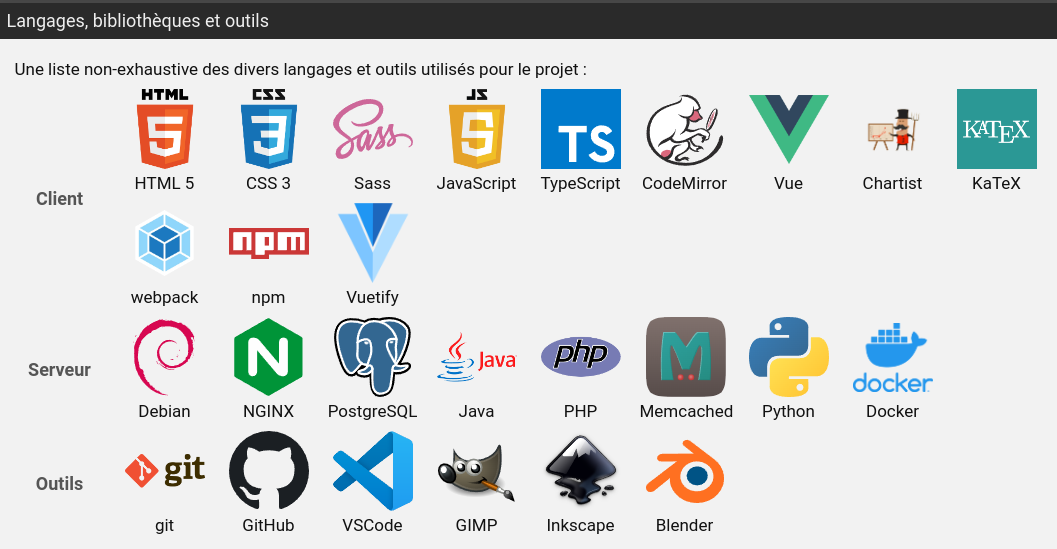 Langages, bibliothèques et outils
Une liste non-exhaustive des divers langages et outils utilisés pour le projet :
HTML CSS JS
5 3 S Sass TS KATEX
HTML 5 CSS 3 Sass JavaScript TypeScript CodeMirror Vue Chartist KaTeX
Client
npm
webpack npm Vuetify
N Java php M docker
Serveur
Debian NGINX PostgreSQL Java PHP Memcached Python Docker
git
Outils
git GitHub VSCode GIMP Inkscape Blender